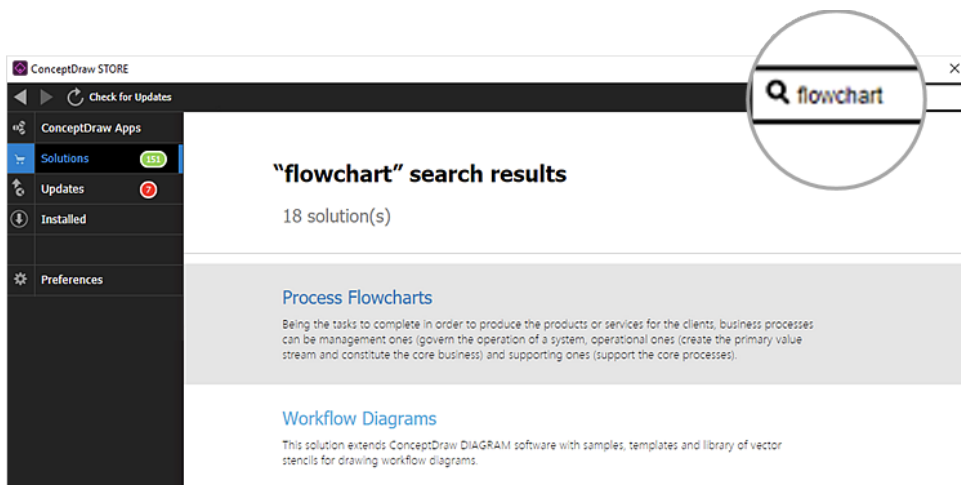 ConceptDraw STORE
Check for Updates
flowchart
ConceptDraw Apps
Solutions 151
Updates 7
Installed
Preferences
"flowchart" search results
18 solution(s)
Process Flowcharts
Being the tasks to complete in order to produce the products or services for the clients, business processes
can be management ones (govern the operation of a system, operational ones (create the primary value
stream and constitute the core business) and supporting ones (support the core processes).
Workflow Diagrams
This solution extends ConceptDraw DIAGRAM software with samples, templates and library of vector
stencils for drawing workflow diagrams.